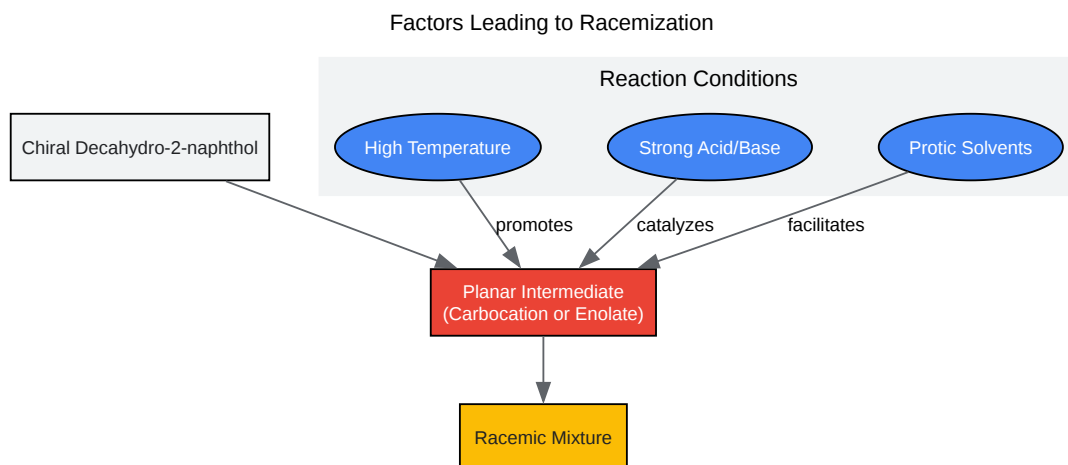 Factors Leading to Racemization
Reaction Conditions
Chiral Decahydro-2-naphthol
High Temperature
Strong Acid/Base
Protic Solvents
promotes
catalyzes
facilitates
Planar Intermediate
(Carbocation or Enolate)
Racemic Mixture